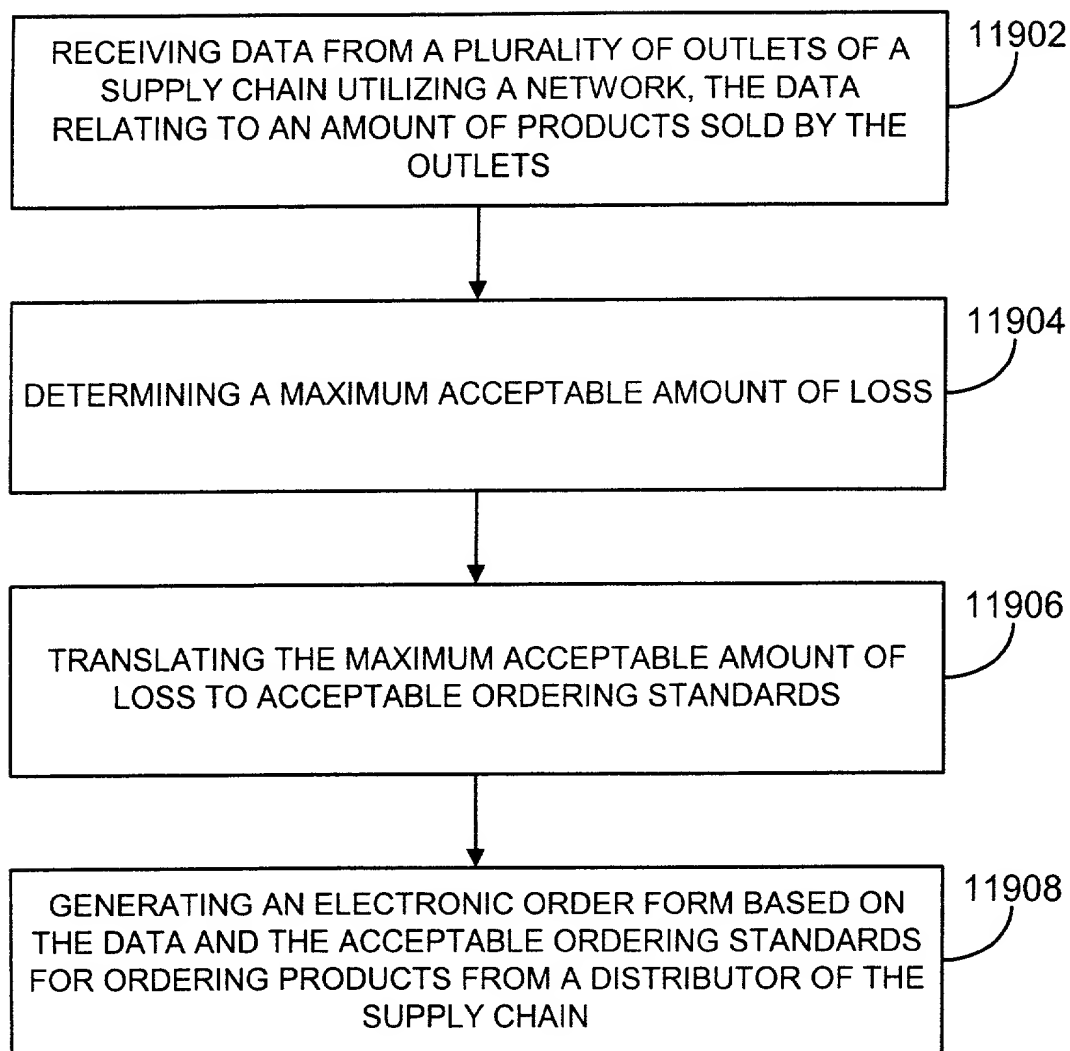 RECEIVING DATA FROM A PLURALITY OF OUTLETS OF A
SUPPLY CHAIN UTILIZING A NETWORK, THE DATA
RELATING TO AN AMOUNT OF PRODUCTS SOLD BY THE
OUTLETS
11902
DETERMINING A MAXIMUM ACCEPTABLE AMOUNT OF LOSS
11904
TRANSLATING THE MAXIMUM ACCEPTABLE AMOUNT OF
LOSS TO ACCEPTABLE ORDERING STANDARDS
11906
GENERATING AN ELECTRONIC ORDER FORM BASED ON
THE DATA AND THE ACCEPTABLE ORDERING STANDARDS
FOR ORDERING PRODUCTS FROM A DISTRIBUTOR OF THE
SUPPLY CHAIN
11908